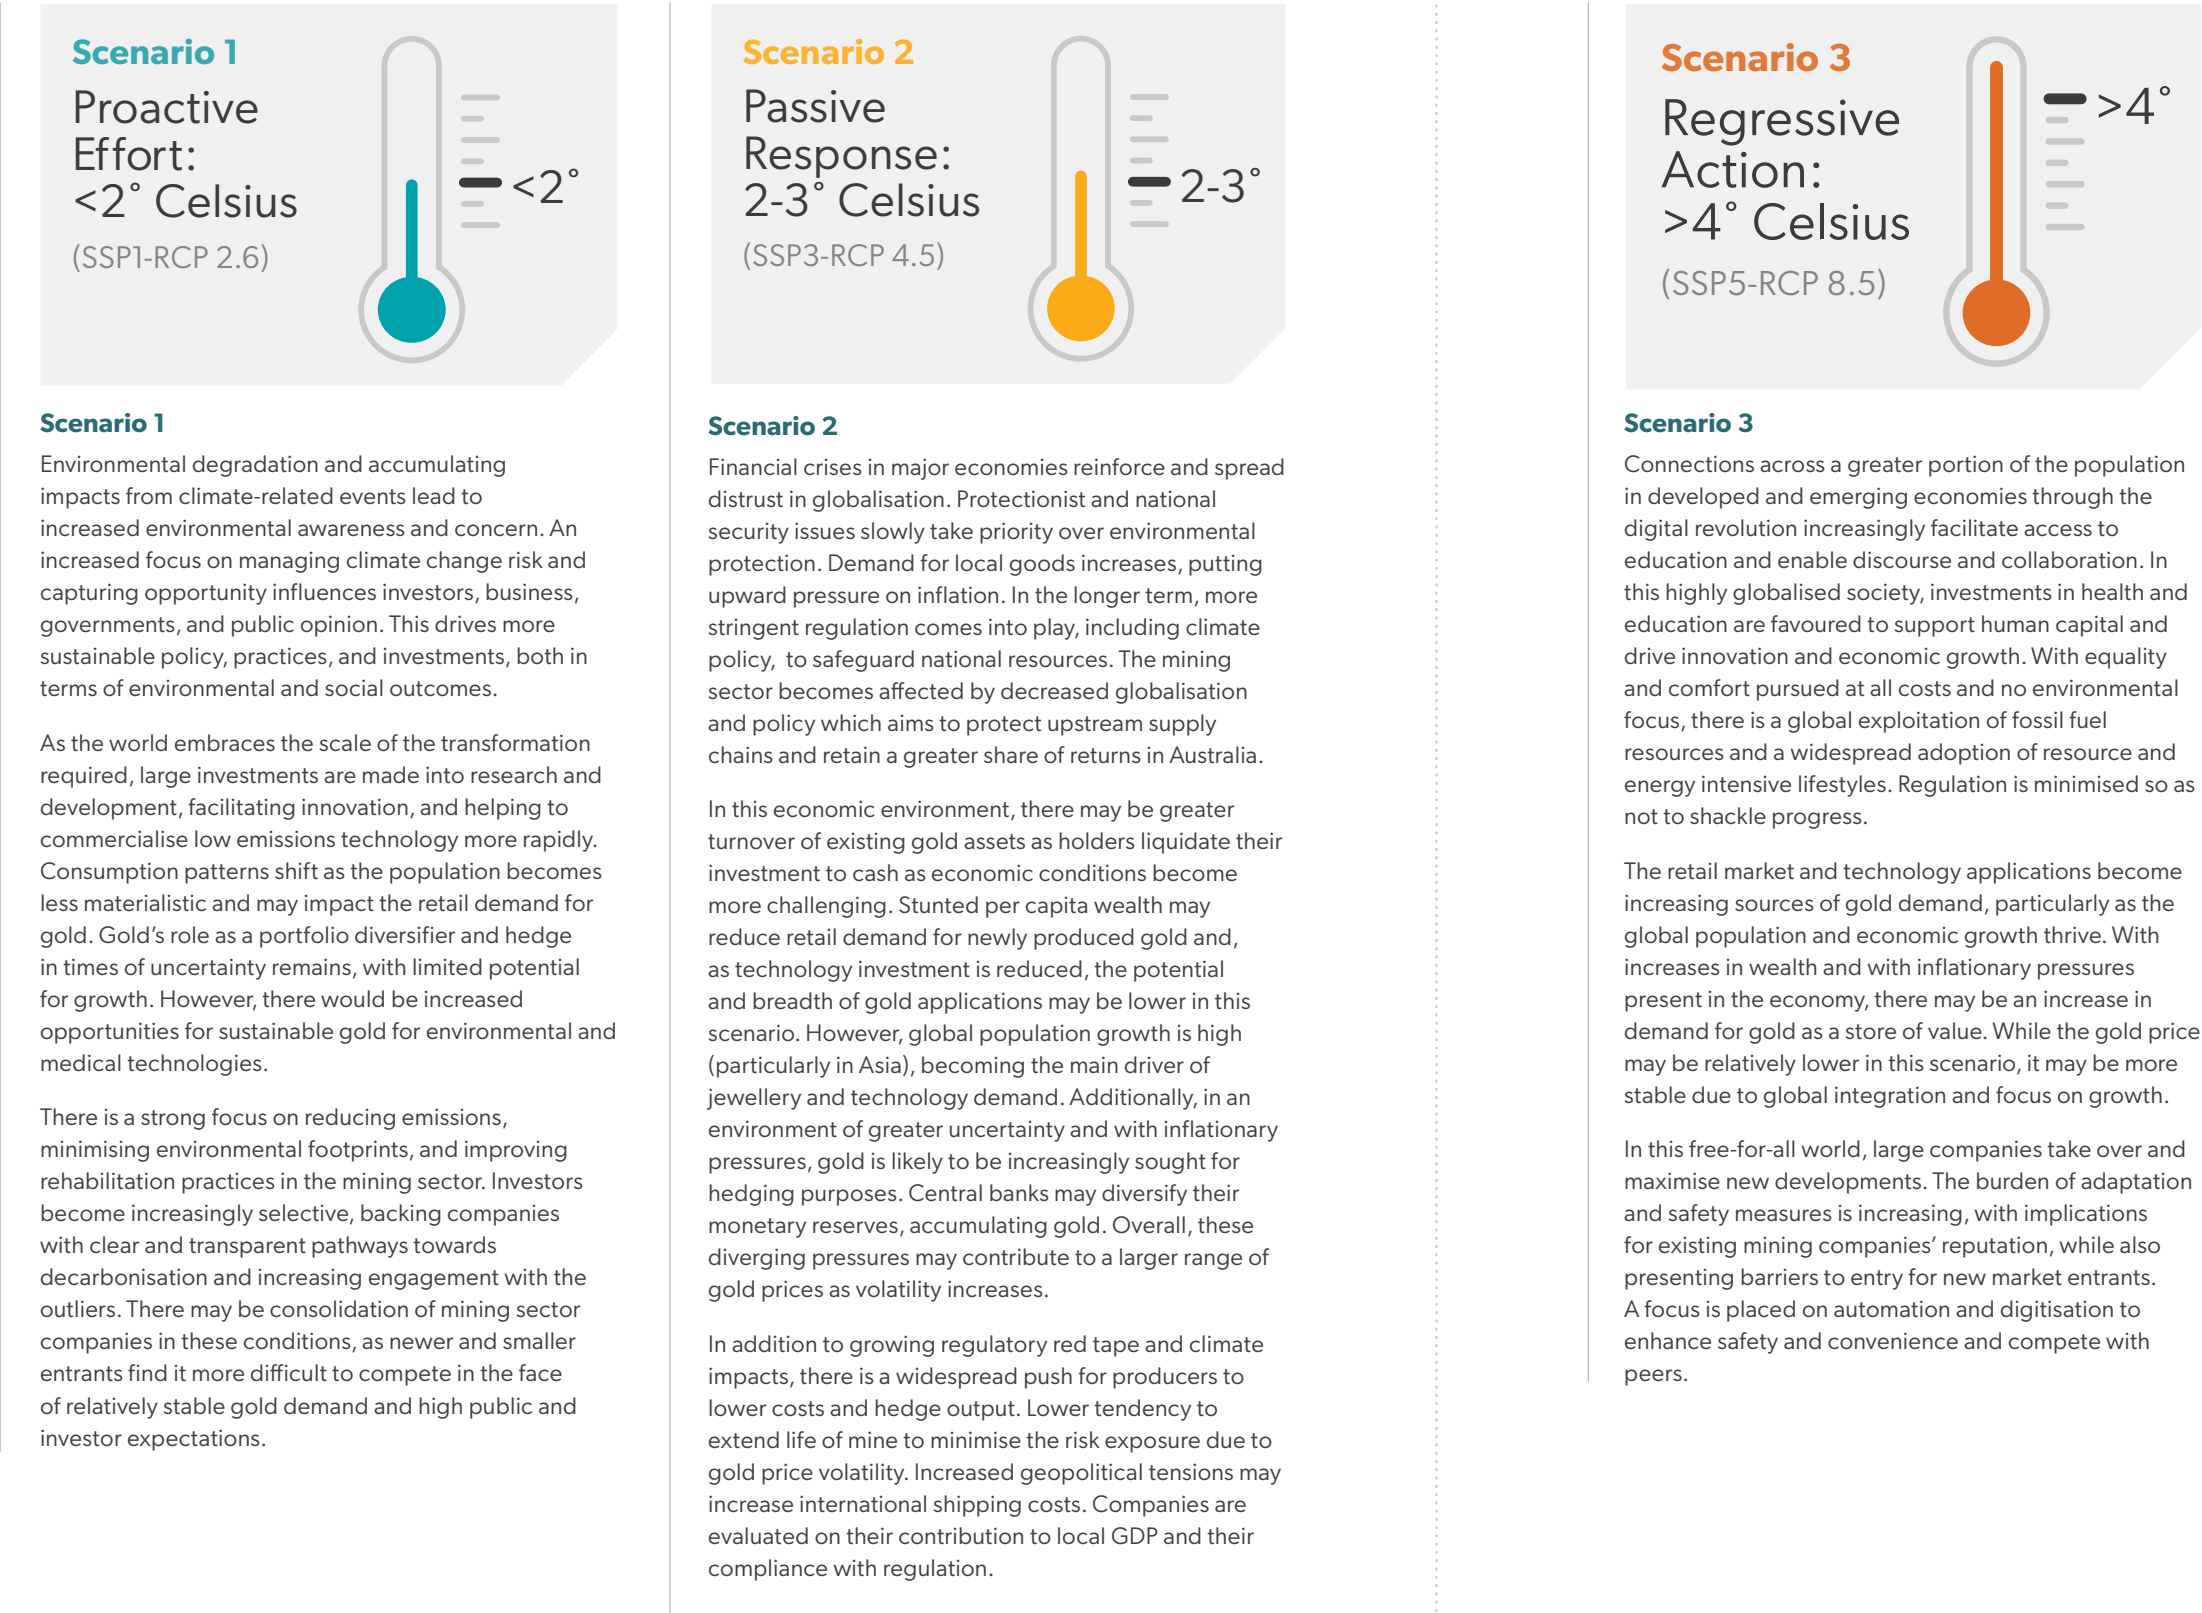 Scenario 1
Proactive
Effort:
<2° Celsius
(SSP1-RCP 2.6)
<2°
Scenario 1
Environmental degradation and accumulating
impacts from climate-related events lead to
increased environmental awareness and concern. An
increased focus on managing climate change risk and
capturing opportunity influences investors, business,
governments, and public opinion. This drives more
sustainable policy, practices, and investments, both in
terms of environmental and social outcomes.
As the world embraces the scale of the transformation
required, large investments are made into research and
development, facilitating innovation, and helping to
commercialise low emissions technology more rapidly.
Consumption patterns shift as the population becomes
less materialistic and may impact the retail demand for
gold. Gold’s role as a portfolio diversifier and hedge
in times of uncertainty remains, with limited potential
for growth. However, there would be increased
opportunities for sustainable gold for environmental and
medical technologies.
There is a strong focus on reducing emissions,
minimising environmental footprints, and improving
rehabilitation practices in the mining sector. Investors
become increasingly selective, backing companies
with clear and transparent pathways towards
decarbonisation and increasing engagement with the
outliers. There may be consolidation of mining sector
companies in these conditions, as newer and smaller
entrants find it more difficult to compete in the face
of relatively stable gold demand and high public and
investor expectations.
Scenario 2
Passive
Response:
2-3° Celsius
(SSP3-RCP 4.5)
2-3°
Scenario 2
Financial crises in major economies reinforce and spread
distrust in globalisation. Protectionist and national
security issues slowly take priority over environmental
protection. Demand for local goods increases, putting
upward pressure on inflation. In the longer term, more
stringent regulation comes into play, including climate
policy,  to safeguard national resources. The mining
sector becomes affected by decreased globalisation
and policy which aims to protect upstream supply
chains and retain a greater share of returns in Australia.
In this economic environment, there may be greater
turnover of existing gold assets as holders liquidate their
investment to cash as economic conditions become
more challenging. Stunted per capita wealth may
reduce retail demand for newly produced gold and,
as technology investment is reduced, the potential
and breadth of gold applications may be lower in this
scenario. However, global population growth is high
(particularly in Asia), becoming the main driver of
jewellery and technology demand. Additionally, in an
environment of greater uncertainty and with inflationary
pressures, gold is likely to be increasingly sought for
hedging purposes. Central banks may diversify their
monetary reserves, accumulating gold. Overall, these
diverging pressures may contribute to a larger range of
gold prices as volatility increases.
In addition to growing regulatory red tape and climate
impacts, there is a widespread push for producers to
lower costs and hedge output. Lower tendency to
extend life of mine to minimise the risk exposure due to
gold price volatility. Increased geopolitical tensions may
increase international shipping costs. Companies are
evaluated on their contribution to local GDP and their
compliance with regulation.
Scenario 3
Regressive
Action:
>4° Celsius
(SSP5-RCP 8.5)
>4°
Scenario 3
Connections across a greater portion of the population
in developed and emerging economies through the
digital revolution increasingly facilitate access to
education and enable discourse and collaboration. In
this highly globalised society, investments in health and
education are favoured to support human capital and
drive innovation and economic growth. With equality
and comfort pursued at all costs and no environmental
focus, there is a global exploitation of fossil fuel
resources and a widespread adoption of resource and
energy intensive lifestyles. Regulation is minimised so as
not to shackle progress.
The retail market and technology applications become
increasing sources of gold demand, particularly as the
global population and economic growth thrive. With
increases in wealth and with inflationary pressures
present in the economy, there may be an increase in
demand for gold as a store of value. While the gold price
may be relatively lower in this scenario, it may be more
stable due to global integration and focus on growth.
In this free-for-all world, large companies take over and
maximise new developments. The burden of adaptation
and safety measures is increasing, with implications
for existing mining companies’ reputation, while also
presenting barriers to entry for new market entrants.
A focus is placed on automation and digitisation to
enhance safety and convenience and compete with
peers.